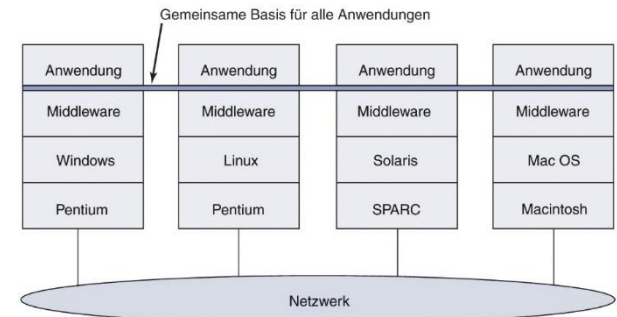 Gemeinsame Basis für alle Anwendungen
Anwendung Anwendung Anwendung Anwendung
Middleware Middleware Middleware Middleware
Windows Linux Solaris Mac OS
Pentium Pentium SPARC Macintosh
Netzwerk